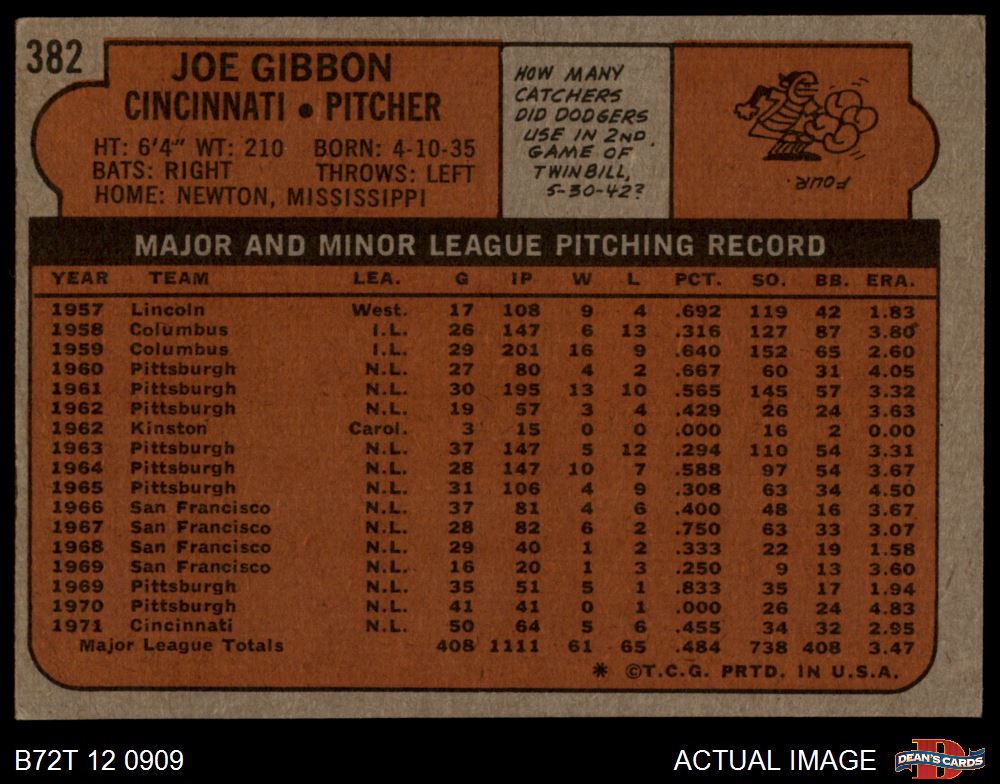 382
JOE GIBBON
CINCINNATI • PITCHER
HT: 6'4" WT: 210 BORN: 4-10-35
BATS: RIGHT THROWS: LEFT
HOME: NEWTON, MISSISSIPPI
HOW MANY
CATCHERS
DID DODGERS
USE IN 2ND.
GAME OF
TWINBILL,
5-30-42?
FOUR.
MAJOR AND MINOR LEAGUE PITCHING RECORD
YEAR TEAM LEA. G IP W L PCT. SO. BB. ERA.
1957 Lincoln West. 17 108 9 4 .692 119 42 1.83
1958 Columbus I.L. 26 147 6 13 .316 127 87 3.80
1959 Columbus I.L. 29 201 16 9 .640 152 65 2.60
1960 Pittsburgh N.L. 27 80 4 2 .667 60 31 4.05
1961 Pittsburgh N.L. 30 195 13 10 .565 145 57 3.32
1962 Pittsburgh N.L. 19 57 3 4 .429 26 24 3.63
1962 Kinston Carol. 3 15 0 0 .000 16 2 0.00
1963 Pittsburgh N.L. 37 147 5 12 .294 110 54 3.31
1964 Pittsburgh N.L. 28 147 10 7 .588 97 54 3.67
1965 Pittsburgh N.L. 31 106 4 9 .308 63 34 4.50
1966 San Francisco N.L. 37 81 4 6 .400 48 16 3.67
1967 San Francisco N.L. 28 82 6 2 .750 63 33 3.07
1968 San Francisco N.L. 29 40 1 2 .333 22 19 1.58
1969 San Francisco N.L. 16 20 1 3 .250 9 13 3.60
1969 Pittsburgh N.L. 35 51 5 1 .833 35 17 1.94
1970 Pittsburgh N.L. 41 41 0 1 .000 26 24 4.83
1971 Cincinnati N.L. 50 64 5 6 .455 34 32 2.95
Major League Totals 408 1111 61 65 .484 738 408 3.47
* ©T.C.G. PRTD. IN U.S.A.
B72T 12 0909
ACTUAL IMAGE
D
DEAN'S CARDS